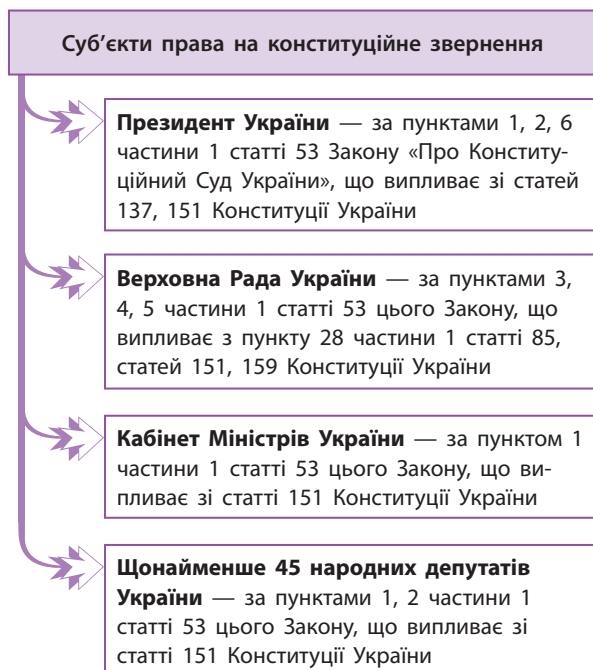 Суб’єкти права на конституційне звернення
Президент України — за пунктами 1, 2, 6
частини 1 статті 53 Закону «Про Конститу-
ційний Суд України», що випливає зі статей
137, 151 Конституції України
Верховна Рада України — за пунктами 3,
4, 5 частини 1 статті 53 цього Закону, що
випливає з пункту 28 частини 1 статті 85,
статей 151, 159 Конституції України
Кабінет Міністрів України — за пунктом 1
частини 1 статті 53 цього Закону, що ви-
пливає зі статті 151 Конституції України
Щонайменше 45 народних депутатів
України — за пунктами 1, 2 частини 1
статті 53 цього Закону, що випливає зі
статті 151 Конституції України